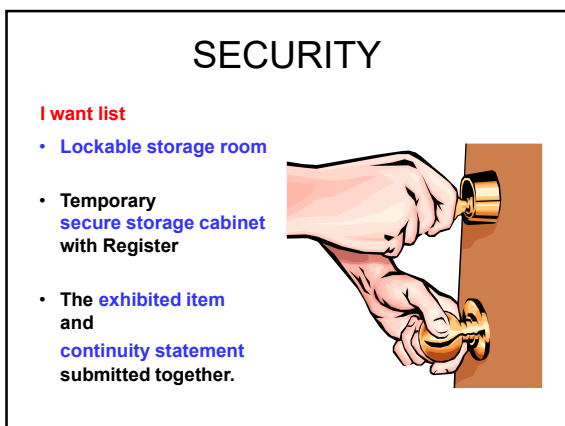 SECURITY
I want list
• Lockable storage room
• Temporary
secure storage cabinet
with Register
• The exhibited item
and
continuity statement
submitted together.